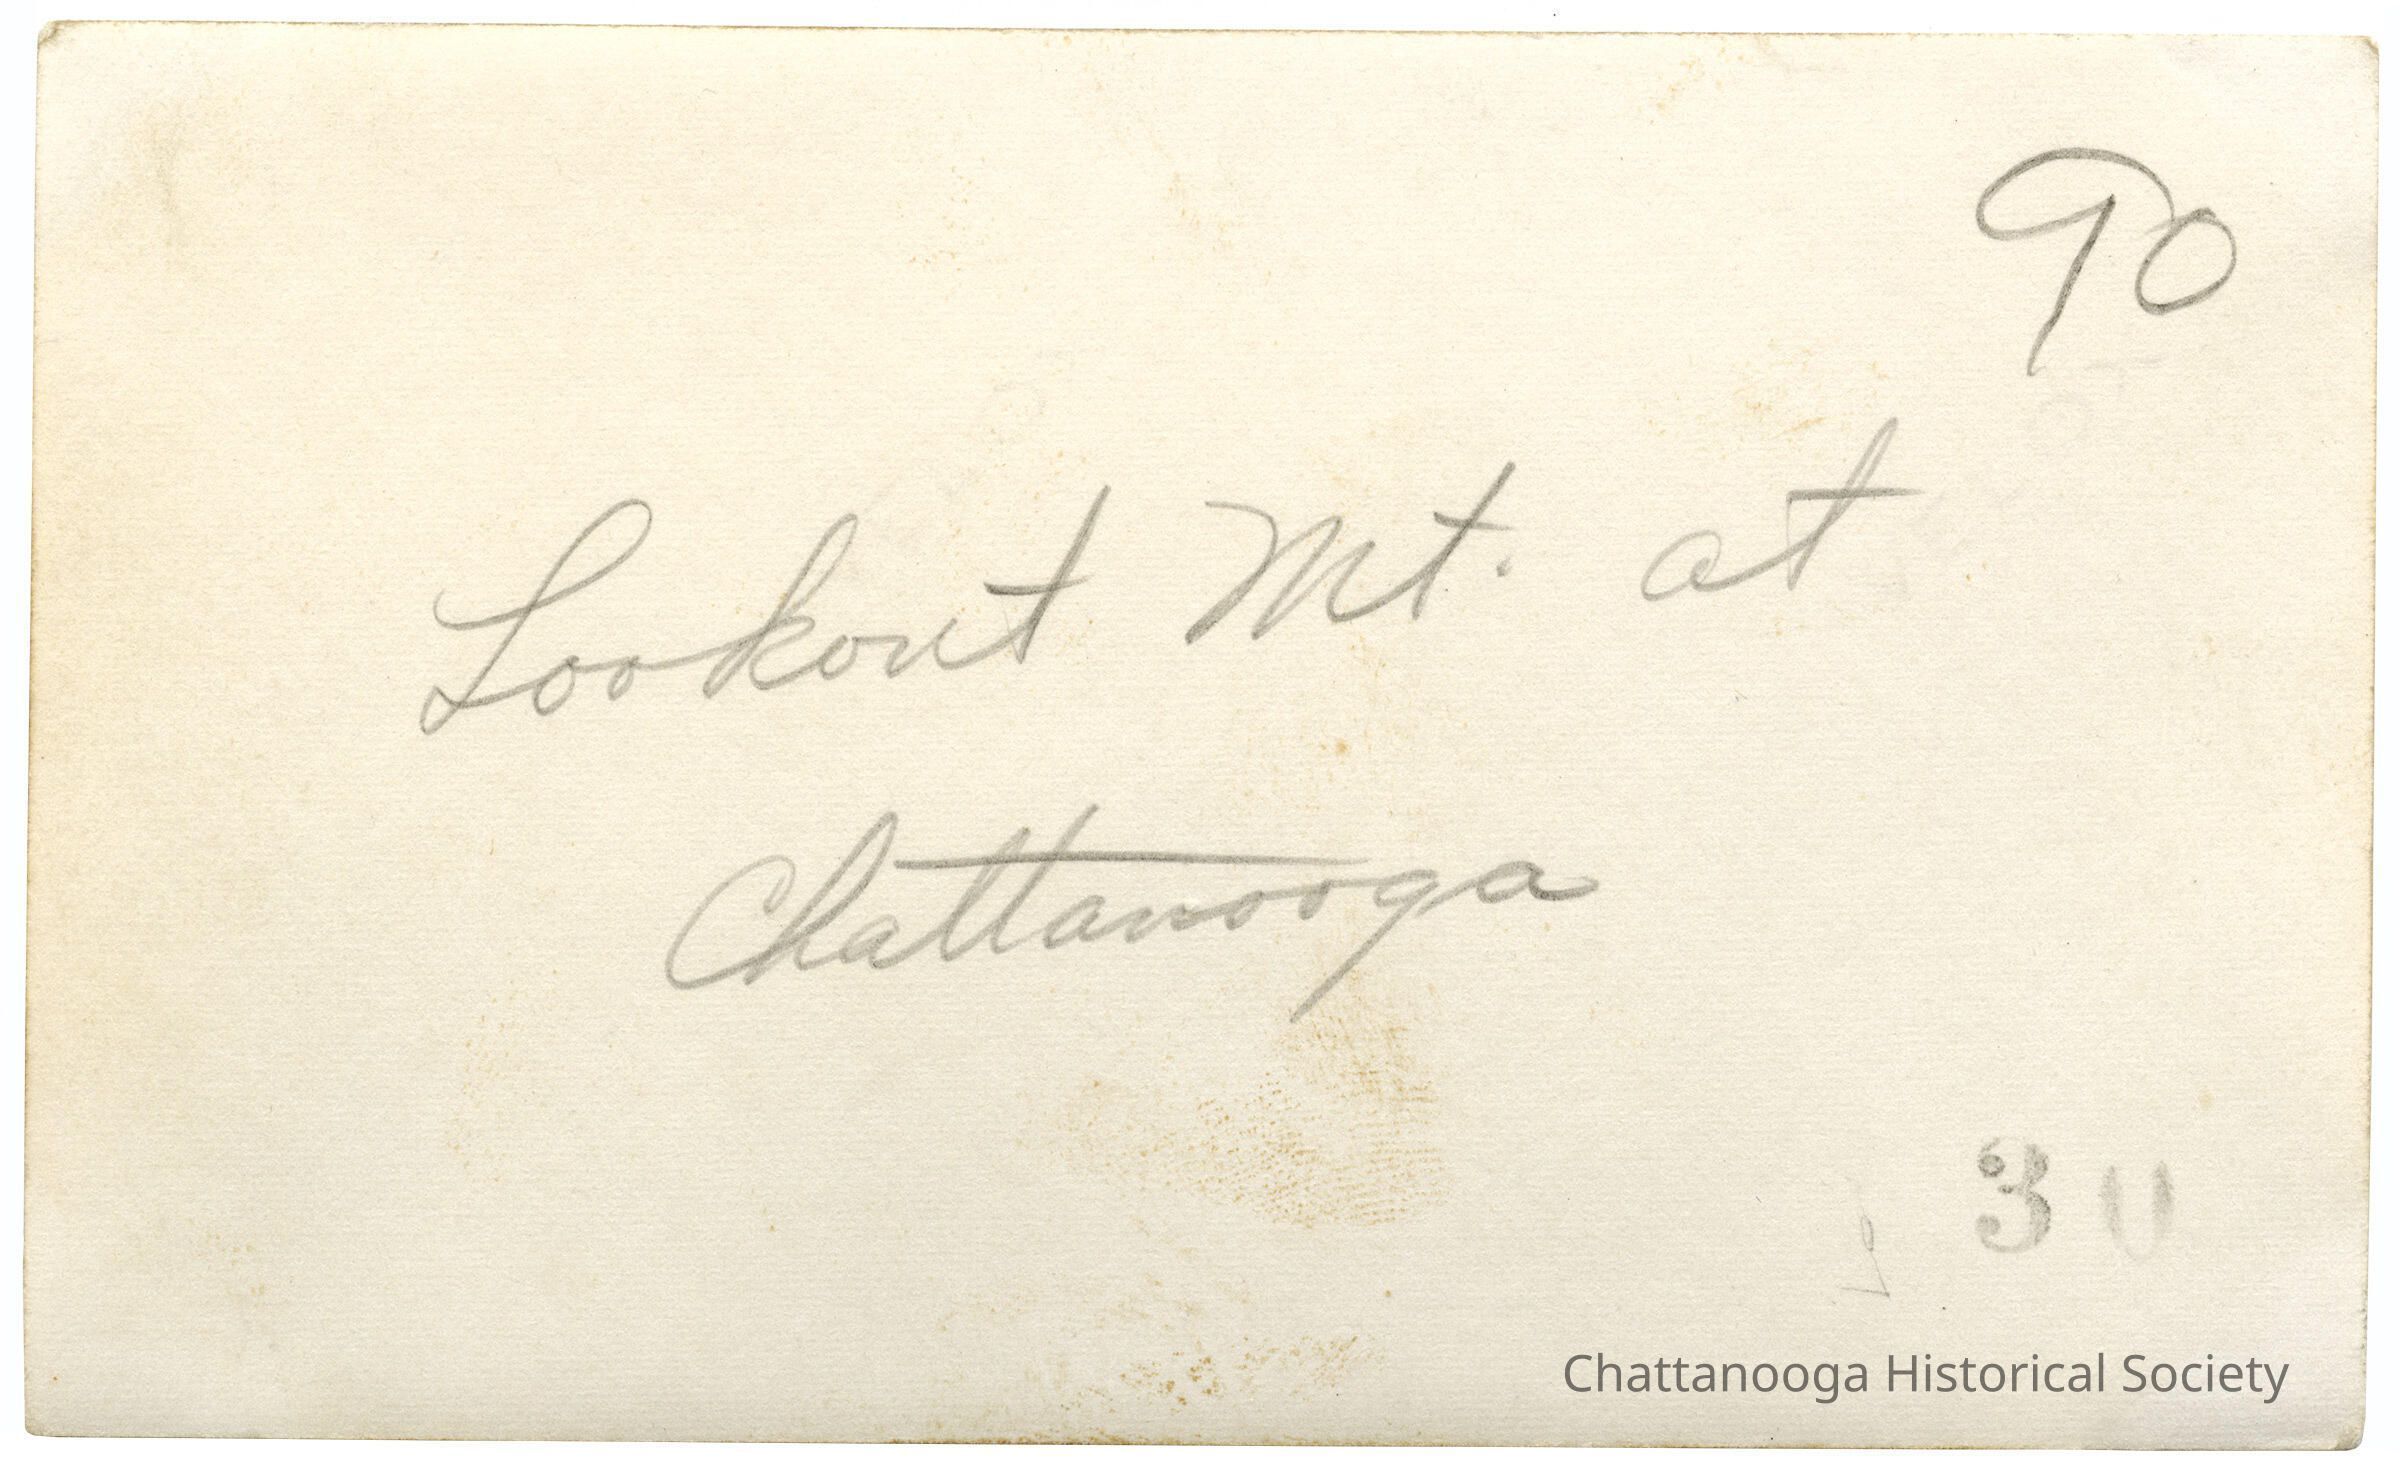 90
Lookout Mt. at
Chattanooga
30
Chattanooga Historical Society